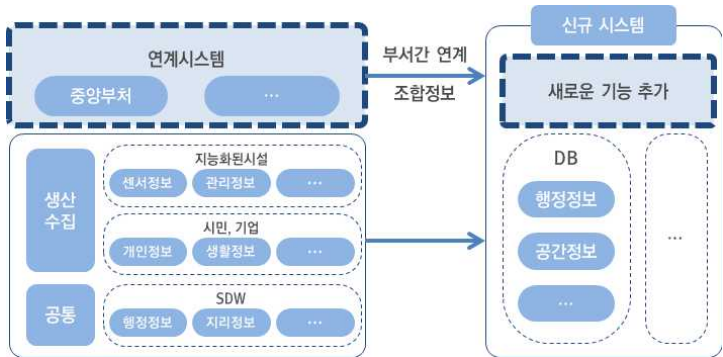 연계시스템
중앙부처
…
부서간 연계
조합정보
신규 시스템
새로운 기능 추가
생산
수집
지능화된시설
센서정보 관리정보 …
시민, 기업
개인정보 생활정보 …
공통
SDW
행정정보 지리정보 …
DB
행정정보
공간정보
…
…